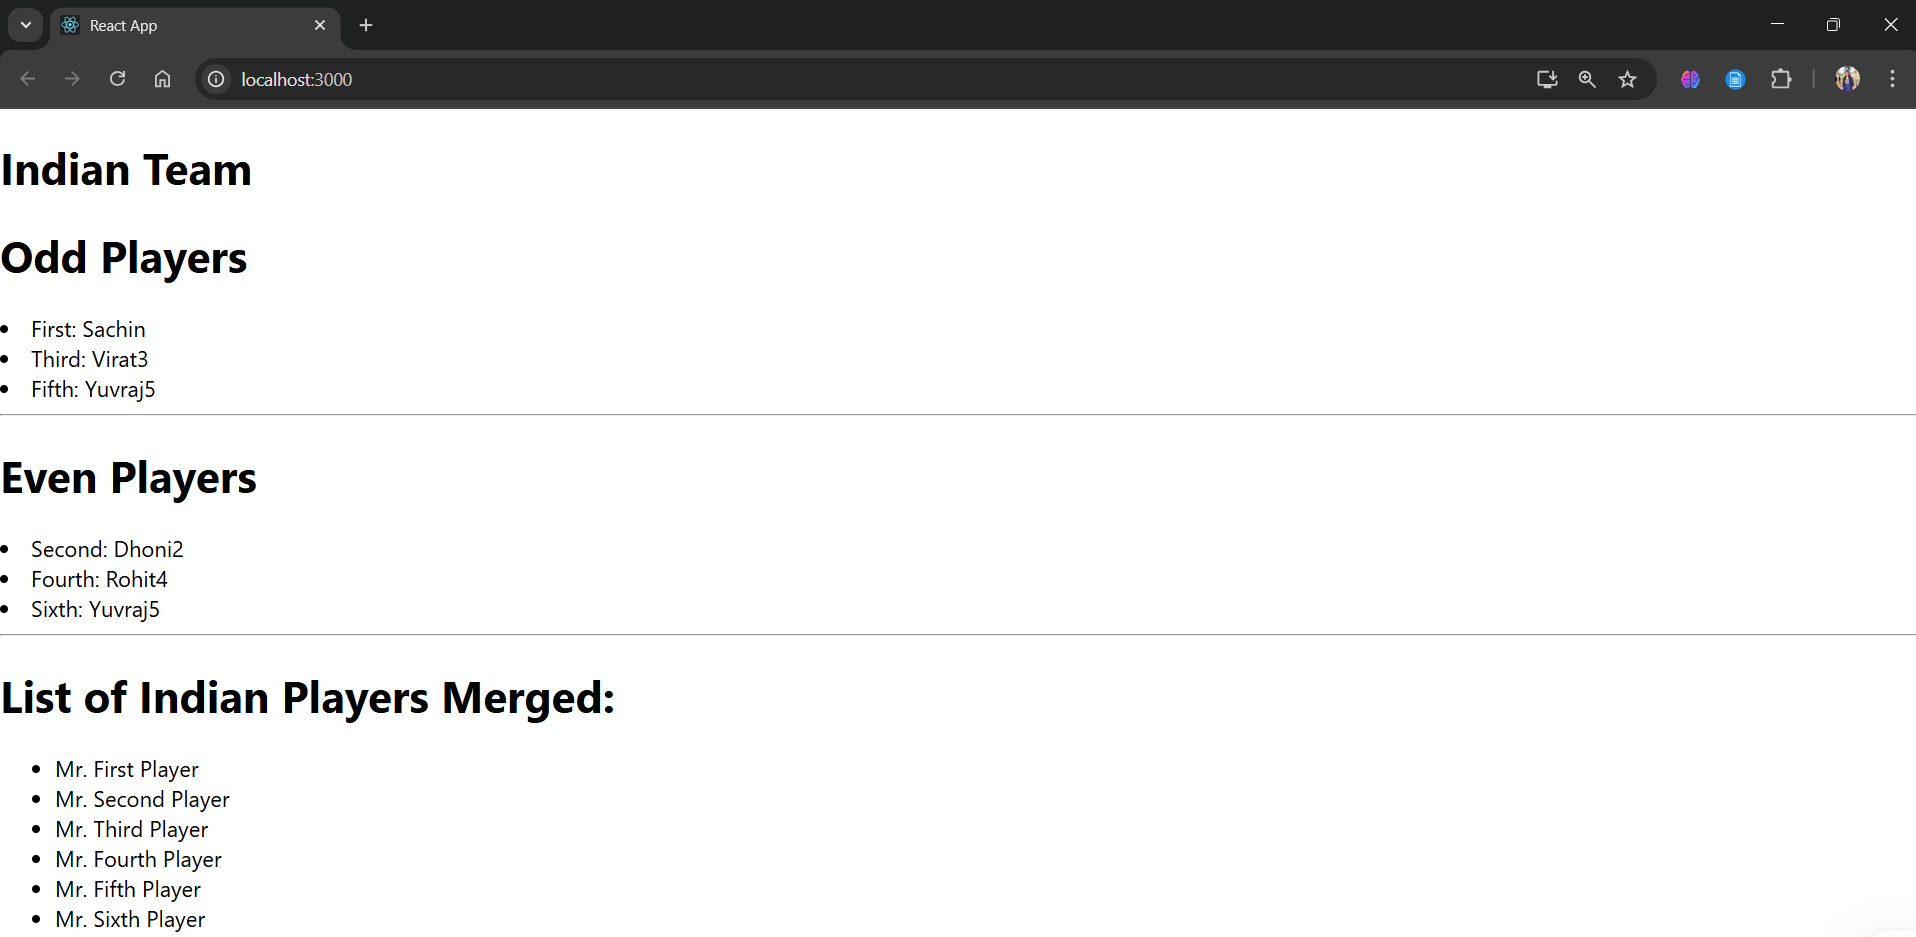 React App
localhost:3000
Indian Team
Odd Players
First: Sachin
Third: Virat3
Fifth: Yuvraj5
Even Players
Second: Dhoni2
Fourth: Rohit4
Sixth: Yuvraj5
List of Indian Players Merged:
Mr. First Player
Mr. Second Player
Mr. Third Player
Mr. Fourth Player
Mr. Fifth Player
Mr. Sixth Player